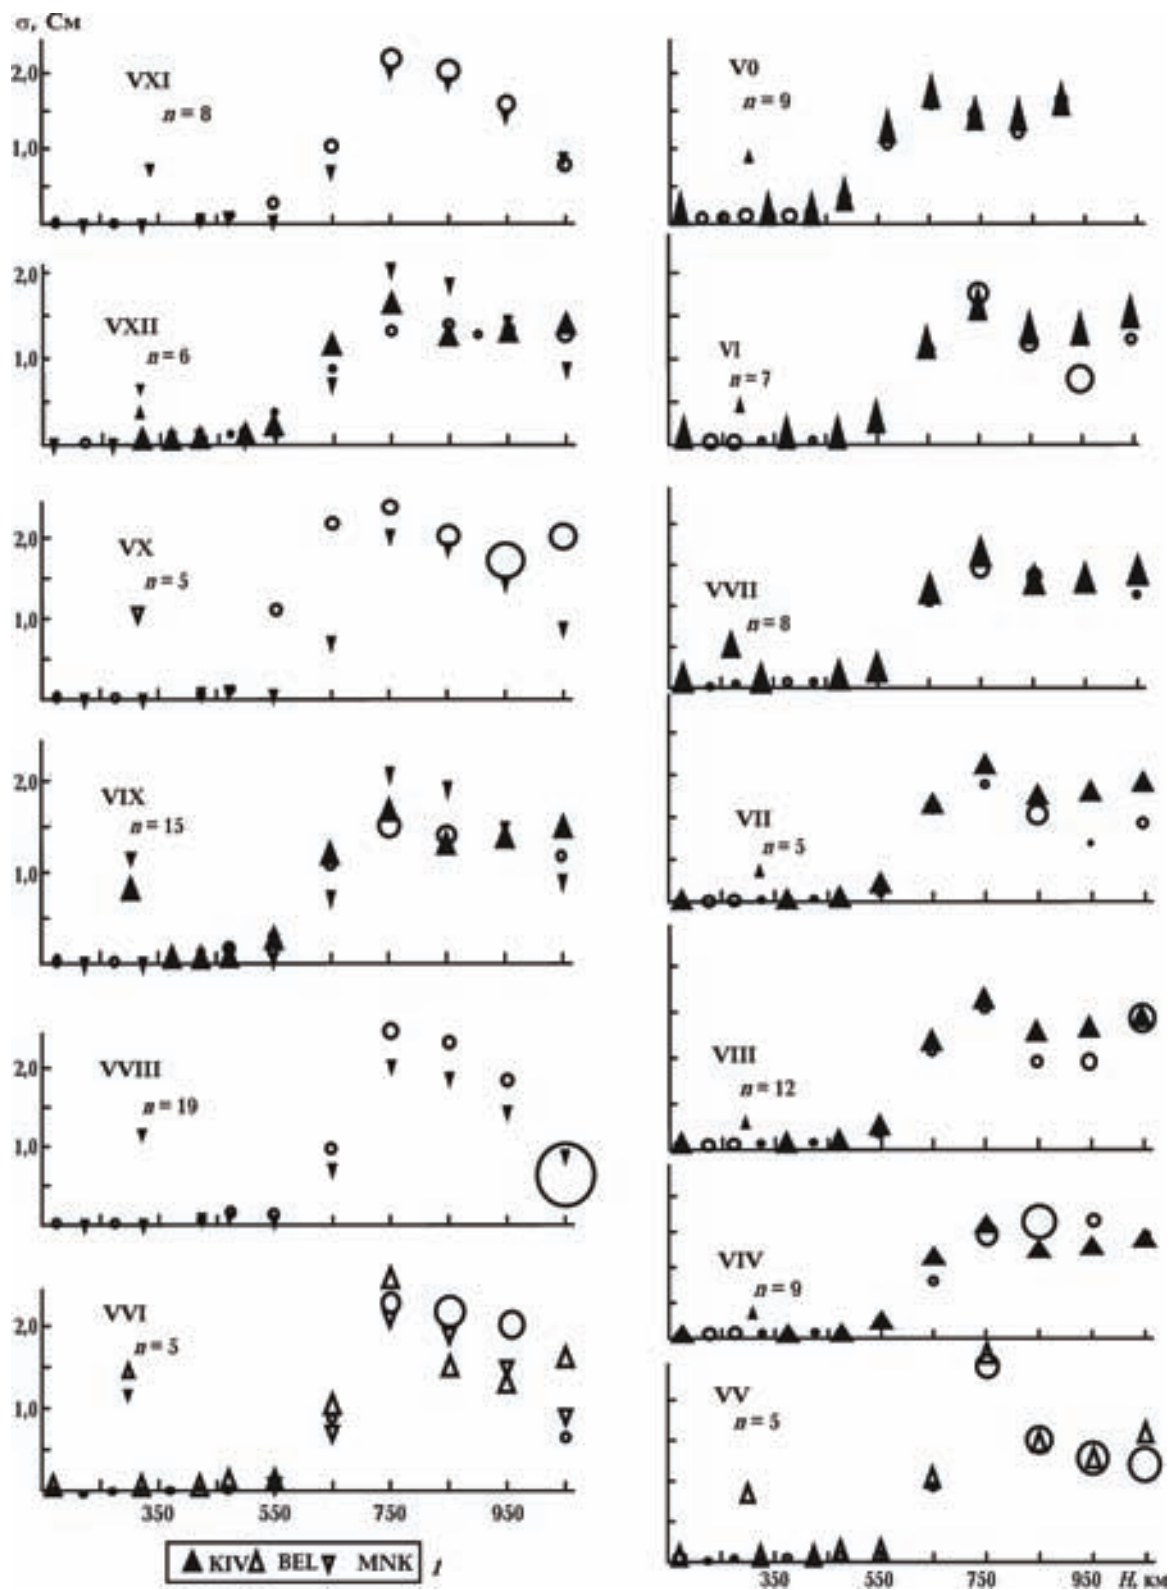 σ, См
2,0
VXI
n = 8
1,0
2,0
VXII
n = 6
1,0
2,0
VX
n = 5
1,0
2,0
VIX
n = 15
1,0
2,0
VVIII
n = 19
1,0
2,0
VVI
n = 5
1,0
350 550 750 950
KIV BEL MNK t
V0
n = 9
VI
n = 7
VVII
n = 8
VII
n = 5
VIII
n = 12
VIV
n = 9
VV
n = 5
350 550 750 950 H, км